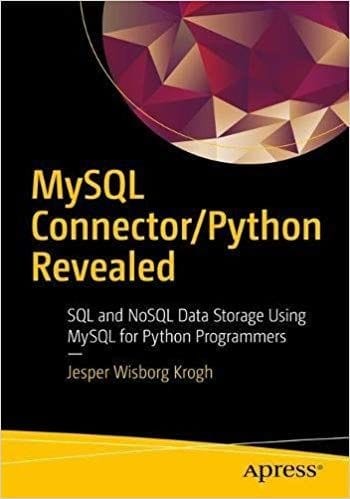 MySQL
Connector/Python
Revealed
SQL and NoSQL Data Storage Using
MySQL for Python Programmers
—
Jesper Wisborg Krogh
Apress®